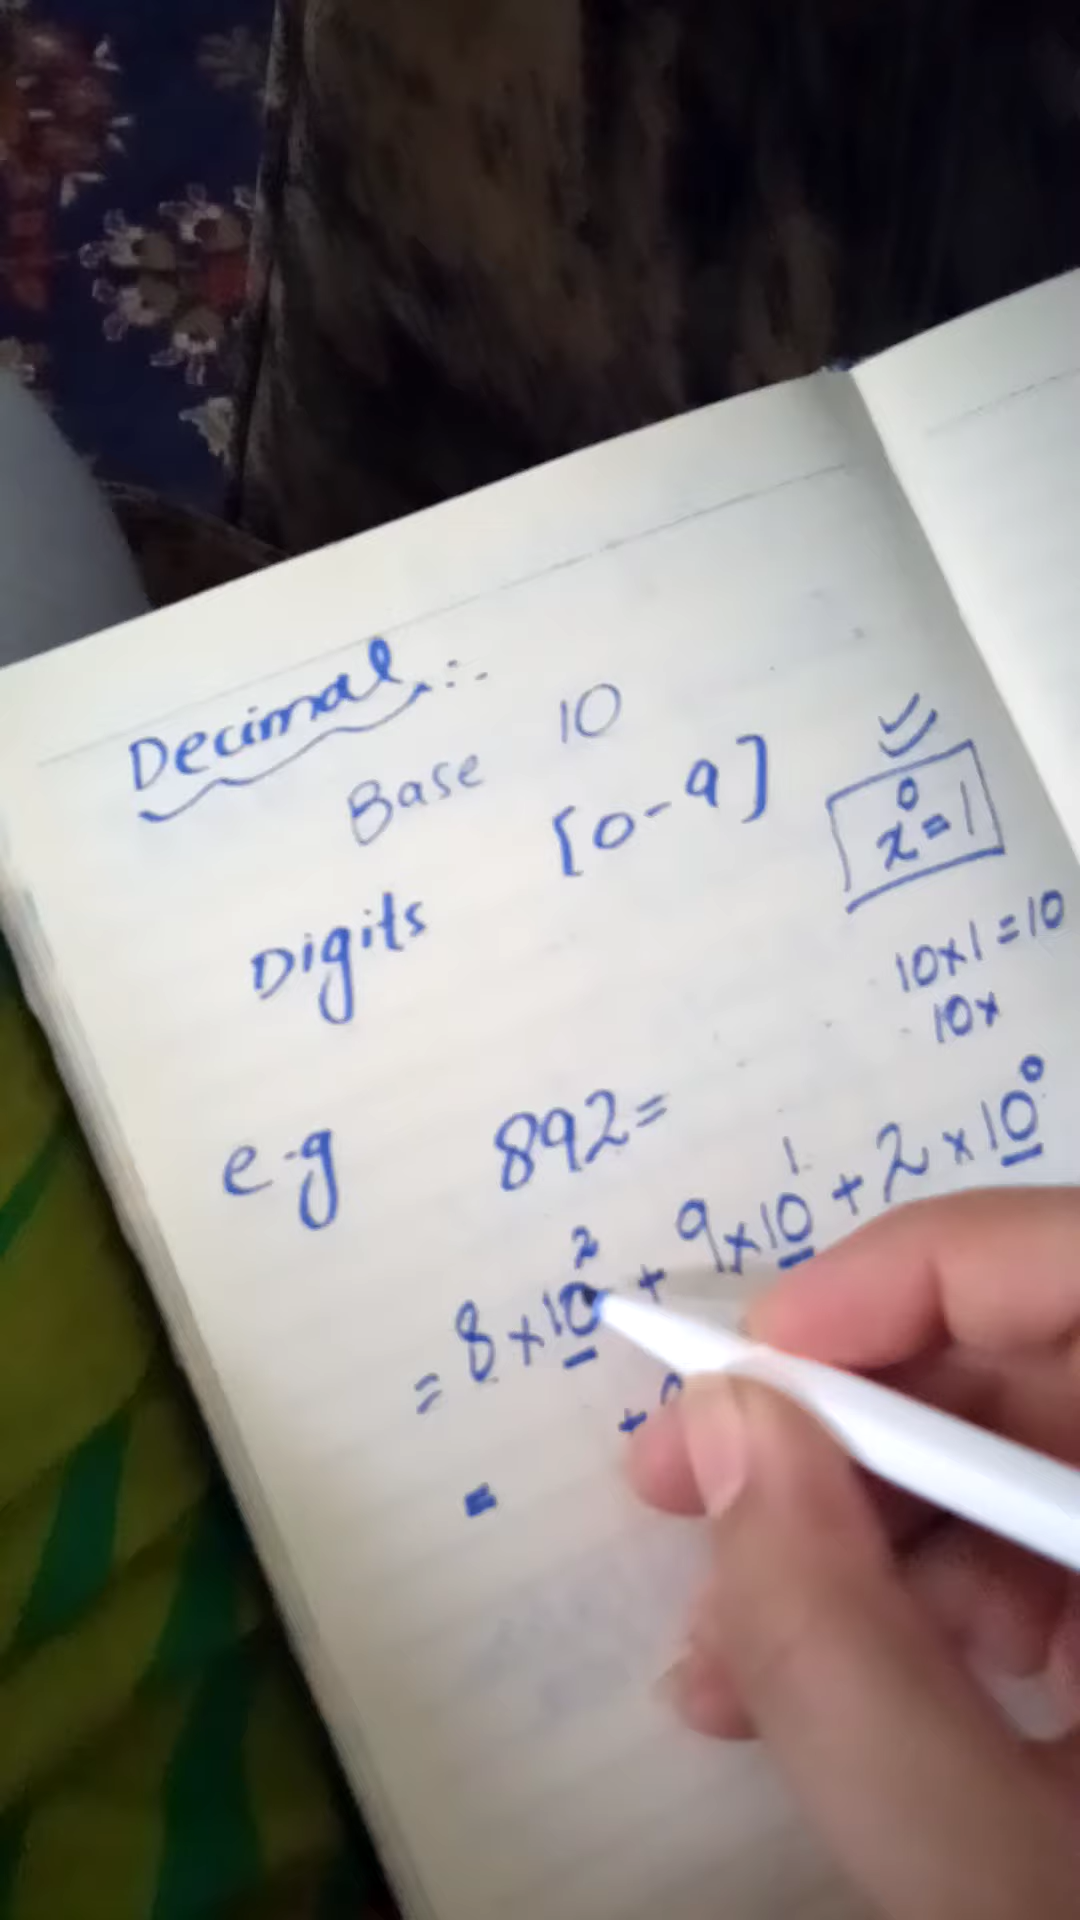 Decimal :-
Base 10
Digits [0-9]
x⁰=1
10×1=10
10×
e.g 892=
= 8×10² + 9×10¹ + 2×10⁰
+
=